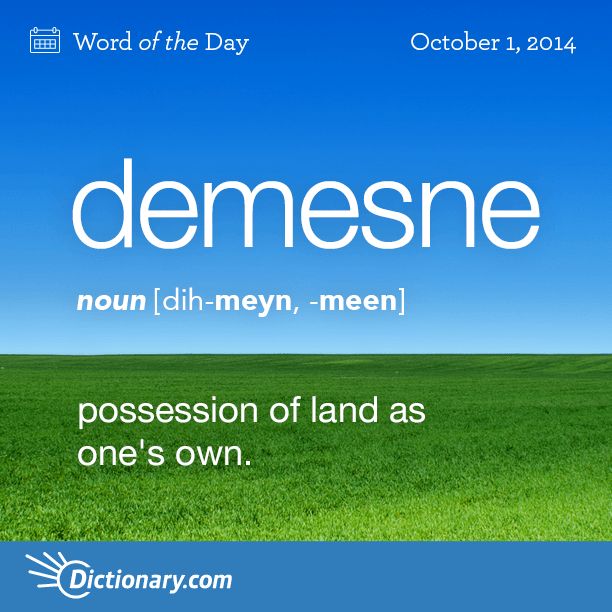 Word of the Day
October 1, 2014
demesne
noun [dih-meyn, -meen]
possession of land as
one's own.
Dictionary.com